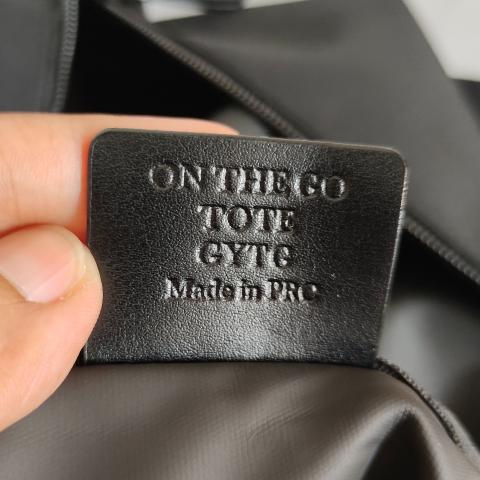 ON THE GO
TOTE
GYTG
Made in PRC